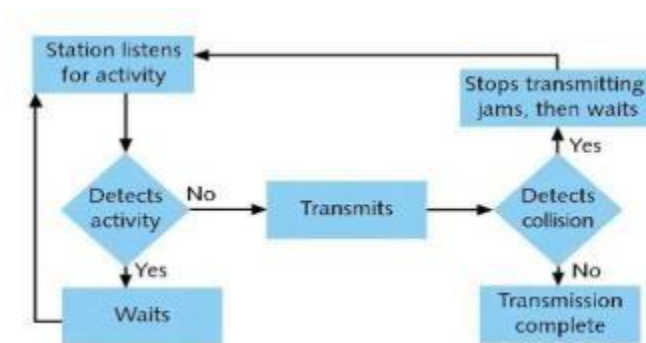 Station listens
for activity
Stops transmitting
jams, then waits
Yes
Detects
activity
No
Transmits
Detects
collision
Yes
No
Waits
Transmission
complete